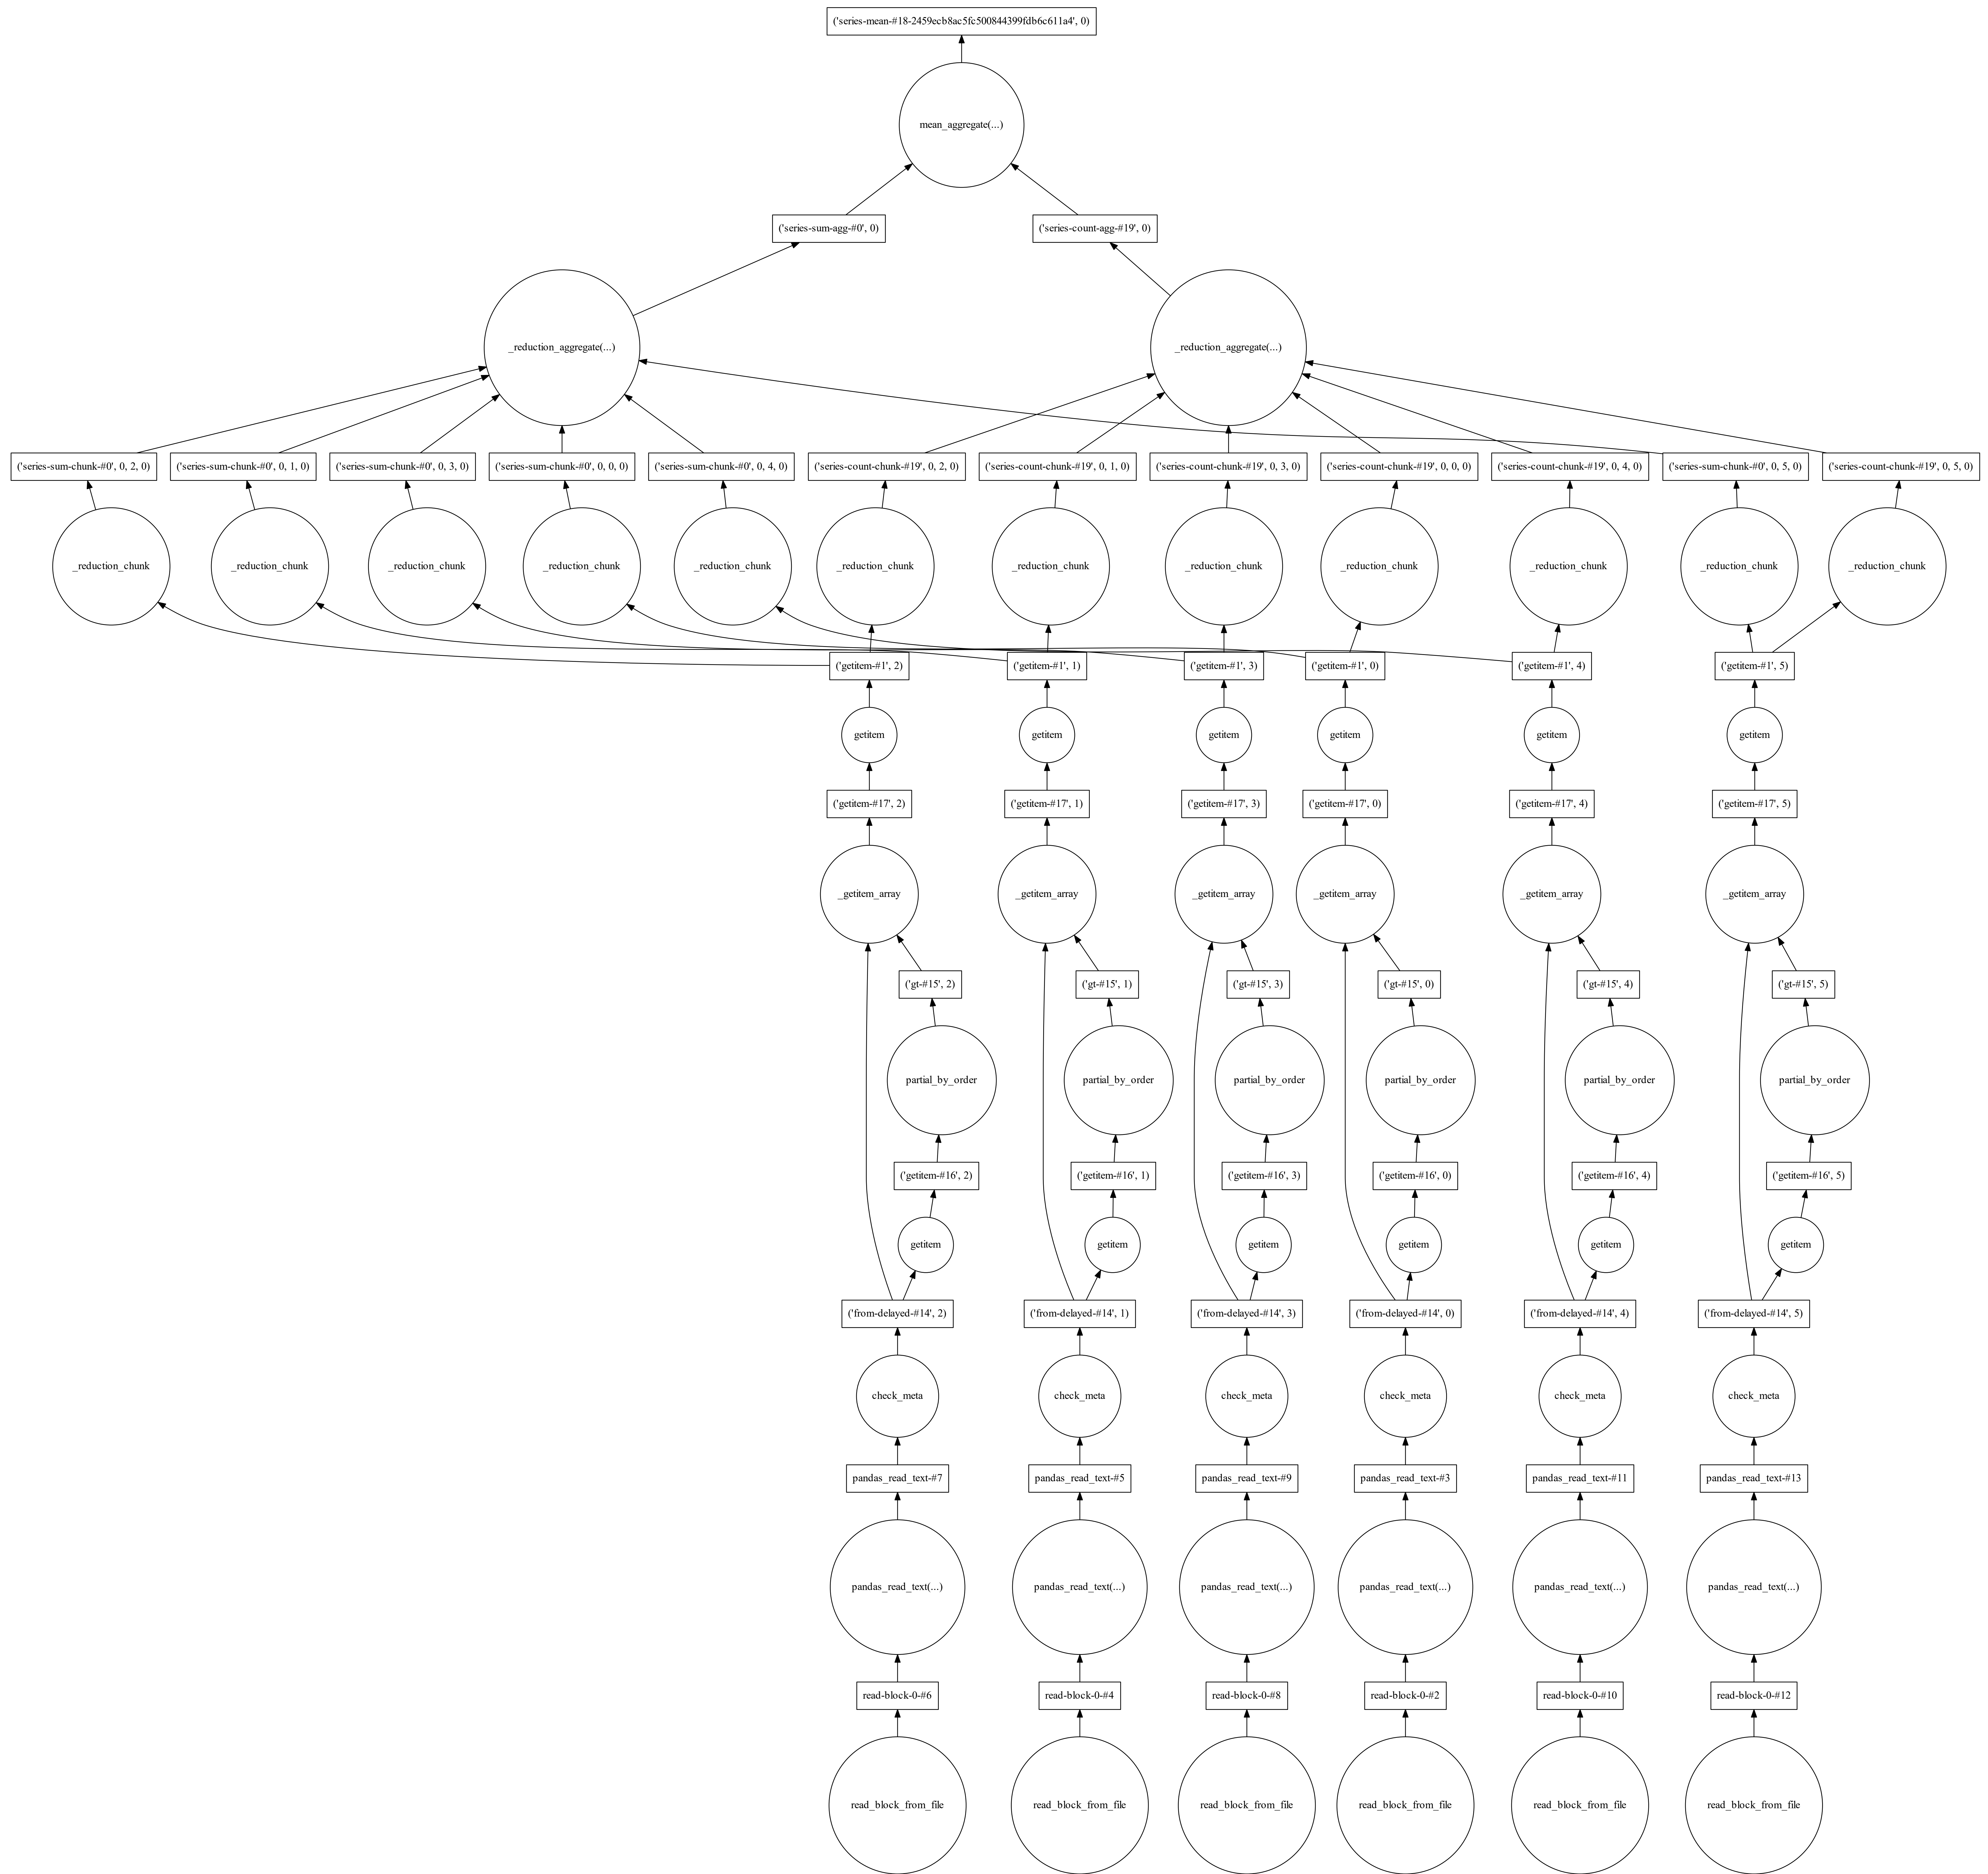 ('series-mean-#18-2459ecb8ac5fc500844399fdb6c611a4', 0)
mean_aggregate(...)
('series-sum-agg-#0', 0)
('series-count-agg-#19', 0)
_reduction_aggregate(...)
_reduction_aggregate(...)
('series-sum-chunk-#0', 0, 2, 0)
('series-sum-chunk-#0', 0, 1, 0)
('series-sum-chunk-#0', 0, 3, 0)
('series-sum-chunk-#0', 0, 0, 0)
('series-sum-chunk-#0', 0, 4, 0)
('series-count-chunk-#19', 0, 2, 0)
('series-count-chunk-#19', 0, 1, 0)
('series-count-chunk-#19', 0, 3, 0)
('series-count-chunk-#19', 0, 0, 0)
('series-count-chunk-#19', 0, 4, 0)
('series-sum-chunk-#0', 0, 5, 0)
('series-count-chunk-#19', 0, 5, 0)
_reduction_chunk
_reduction_chunk
_reduction_chunk
_reduction_chunk
_reduction_chunk
_reduction_chunk
_reduction_chunk
_reduction_chunk
_reduction_chunk
_reduction_chunk
_reduction_chunk
_reduction_chunk
('getitem-#1', 2)
('getitem-#1', 1)
('getitem-#1', 3)
('getitem-#1', 0)
('getitem-#1', 4)
('getitem-#1', 5)
getitem
getitem
getitem
getitem
getitem
getitem
('getitem-#17', 2)
('getitem-#17', 1)
('getitem-#17', 3)
('getitem-#17', 0)
('getitem-#17', 4)
('getitem-#17', 5)
_getitem_array
_getitem_array
_getitem_array
_getitem_array
_getitem_array
_getitem_array
('gt-#15', 2)
('gt-#15', 1)
('gt-#15', 3)
('gt-#15', 0)
('gt-#15', 4)
('gt-#15', 5)
partial_by_order
partial_by_order
partial_by_order
partial_by_order
partial_by_order
partial_by_order
('getitem-#16', 2)
('getitem-#16', 1)
('getitem-#16', 3)
('getitem-#16', 0)
('getitem-#16', 4)
('getitem-#16', 5)
getitem
getitem
getitem
getitem
getitem
getitem
('from-delayed-#14', 2)
('from-delayed-#14', 1)
('from-delayed-#14', 3)
('from-delayed-#14', 0)
('from-delayed-#14', 4)
('from-delayed-#14', 5)
check_meta
check_meta
check_meta
check_meta
check_meta
check_meta
pandas_read_text-#7
pandas_read_text-#5
pandas_read_text-#9
pandas_read_text-#3
pandas_read_text-#11
pandas_read_text-#13
pandas_read_text(...)
pandas_read_text(...)
pandas_read_text(...)
pandas_read_text(...)
pandas_read_text(...)
pandas_read_text(...)
read-block-0-#6
read-block-0-#4
read-block-0-#8
read-block-0-#2
read-block-0-#10
read-block-0-#12
read_block_from_file
read_block_from_file
read_block_from_file
read_block_from_file
read_block_from_file
read_block_from_file